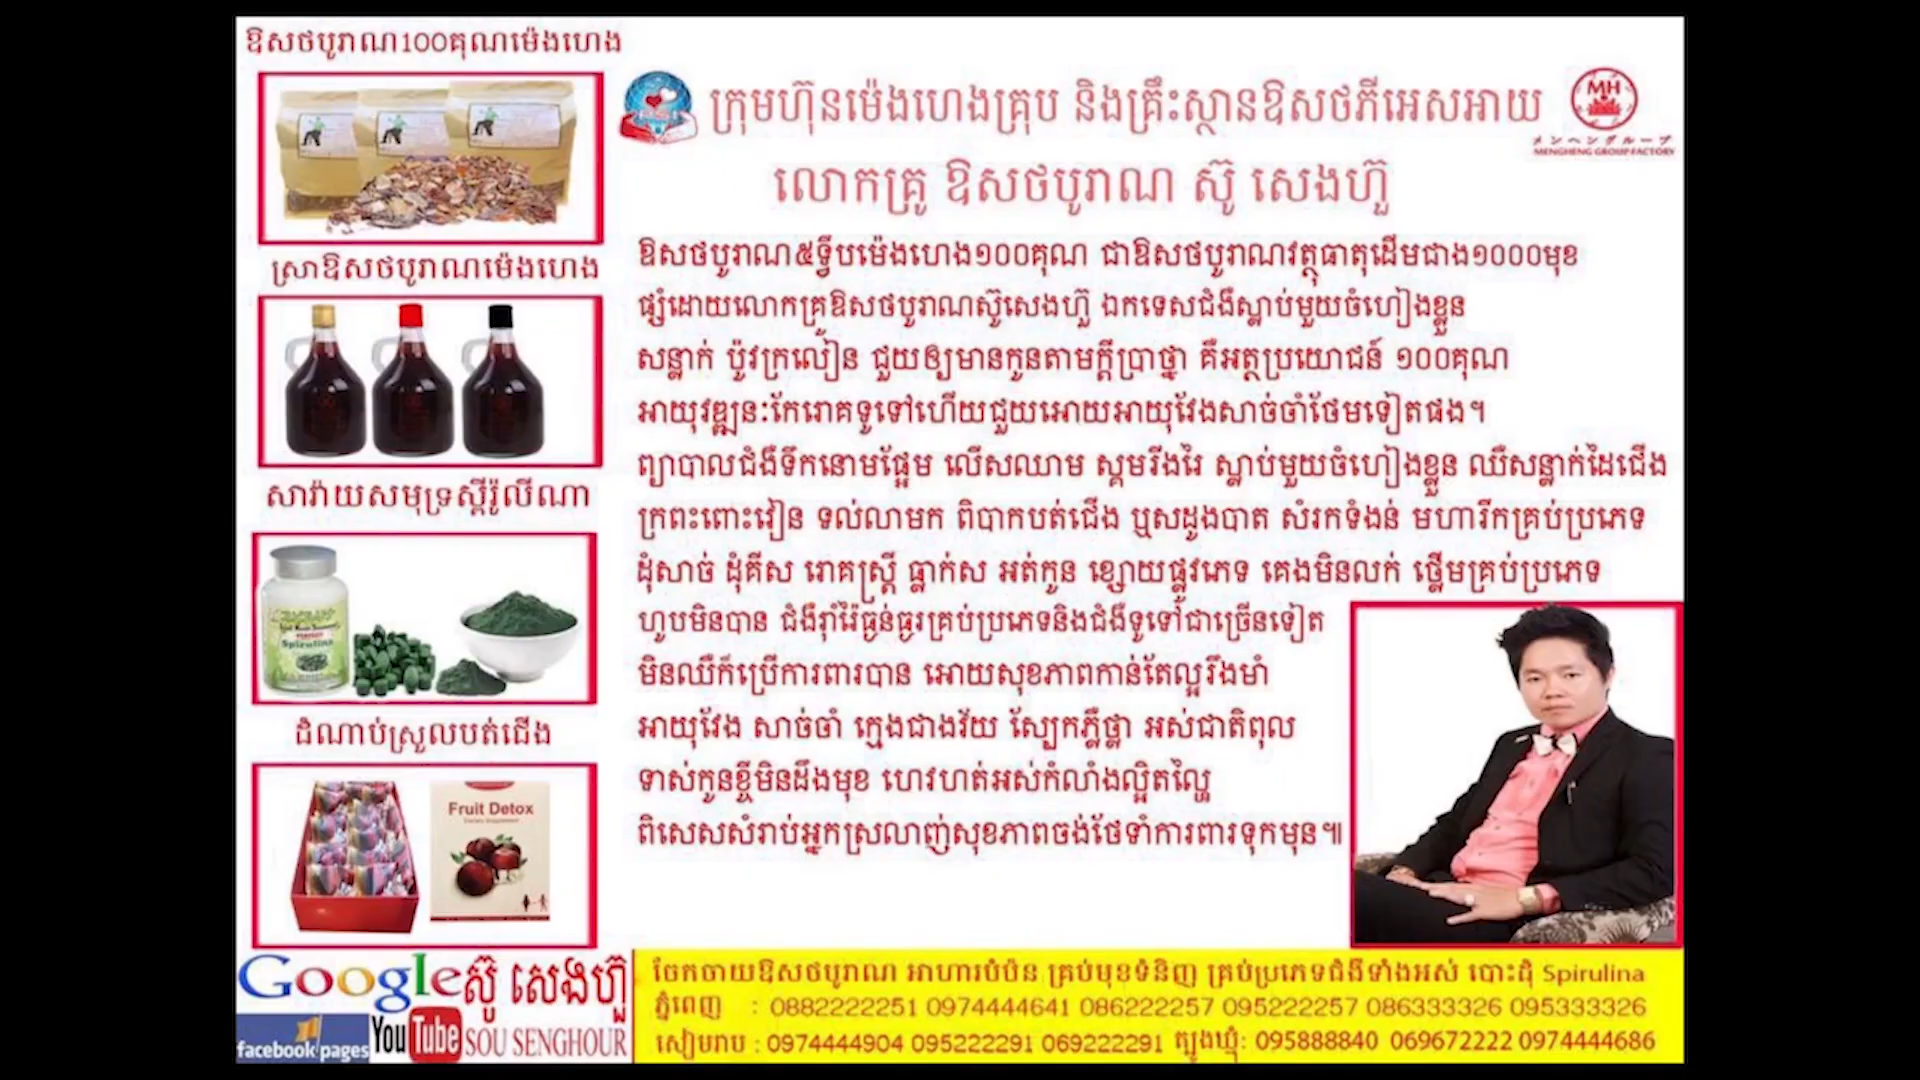 ឱសថបូរាណ100គុណម៉េងហេង
ស្រាឱសថបូរាណម៉េងហេង
សារ៉ាយសមុទ្រស្ពីរ៉ូលីណា
Spirulina
ដំណាប់ស្រួលបត់ជើង
Fruit Detox
ក្រុមហ៊ុនម៉េងហេងគ្រុប និងគ្រឹះស្ថានឱសថភីអេសអាយ
MH
メンヘングループ
MENGHENG GROUP FACTORY
លោកគ្រូ ឱសថបូរាណ ស៊ូ សេងហ៊ួ
ឱសថបូរាណ៥ទ្វីបម៉េងហេង១០០គុណ ជាឱសថបូរាណវត្ថុធាតុដើមជាង១០០០មុខ
ផ្សំដោយលោកគ្រូឱសថបូរាណស៊ូសេងហ៊ួ ឯកទេសជំងឺស្លាប់មួយចំហៀងខ្លួន
សន្លាក់ ប៉ូវក្រលៀន ជួយឲ្យមានកូនតាមក្ដីប្រាថ្នា គឺអត្ថប្រយោជន៍ ១០០គុណ
អាយុវឌ្ឍនៈកែរោគទូទៅហើយជួយអោយអាយុវែងសាច់ចាំថែមទៀតផង។
ព្យាបាលជំងឺទឹកនោមផ្អែម លើសឈាម ស្គមរីងរៃ ស្លាប់មួយចំហៀងខ្លួន ឈឺសន្លាក់ដៃជើង
ក្រពះពោះវៀន ទល់លាមក ពិបាកបត់ជើង ឬសដូងបាត សំរកទំងន់ មហារីកគ្រប់ប្រភេទ
ដុំសាច់ ដុំគីស រោគស្ត្រី ធ្លាក់ស អត់កូន ខ្សោយផ្លូវភេទ គេងមិនលក់ ថ្លើមគ្រប់ប្រភេទ
ហូបមិនបាន ជំងឺរ៉ាំរ៉ៃធ្ងន់ធ្ងរគ្រប់ប្រភេទនិងជំងឺទូទៅជាច្រើនទៀត
មិនឈឺក៏ប្រើការពារបាន អោយសុខភាពកាន់តែល្អរឹងមាំ
អាយុវែង សាច់ចាំ ក្មេងជាងវ័យ ស្បែកភ្លឺថ្លា អស់ជាតិពុល
ទាស់កូនខ្ចីមិនដឹងមុខ ហេវហត់អស់កំលាំងល្អិតល្ហៃ
ពិសេសសំរាប់អ្នកស្រលាញ់សុខភាពចង់ថែទាំការពារទុកមុន៕
Google ស៊ូ សេងហ៊ួ
facebook pages YouTube SOU SENGHOUR
ចែកចាយឱសថបូរាណ អាហារបំប៉ន គ្រប់មុខទំនិញ គ្រប់ប្រភេទជំងឺទាំងអស់ បោះដុំ Spirulina
ភ្នំពេញ : 0882222251 0974444641 086222257 095222257 086333326 095333326
សៀមរាប : 0974444904 095222291 069222291 ត្បូងឃ្មុំ: 095888840 069672222 0974444686